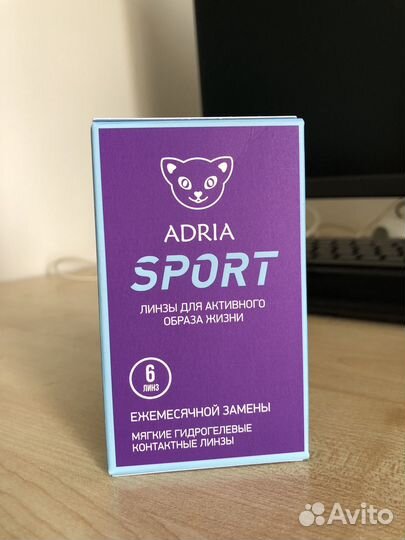 ADRIA
SPORT
ЛИНЗЫ ДЛЯ АКТИВНОГО
ОБРАЗА ЖИЗНИ
6
ЛИНЗ
ЕЖЕМЕСЯЧНОЙ ЗАМЕНЫ
МЯГКИЕ ГИДРОГЕЛЕВЫЕ
КОНТАКТНЫЕ ЛИНЗЫ
Avito